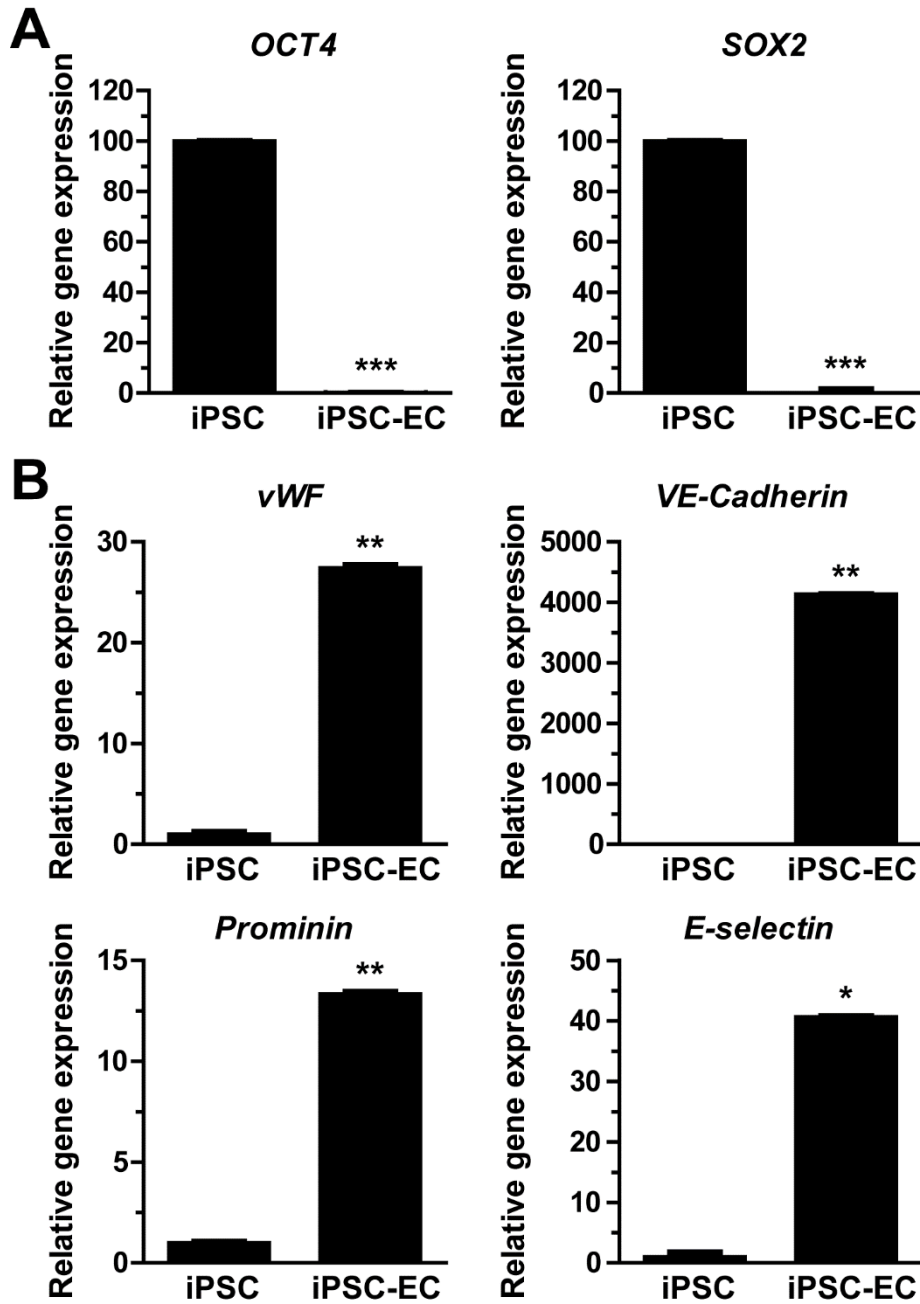 A
OCT4
SOX2
Relative gene expression
120
100
80
60
40
20
0
***
iPSC
iPSC-EC
Relative gene expression
120
100
80
60
40
20
0
***
iPSC
iPSC-EC
B
vWF
VE-Cadherin
Relative gene expression
30
20
10
0
**
iPSC
iPSC-EC
Relative gene expression
5000
4000
3000
2000
1000
0
**
iPSC
iPSC-EC
Prominin
E-selectin
Relative gene expression
15
10
5
0
**
iPSC
iPSC-EC
Relative gene expression
50
40
30
20
10
0
*
iPSC
iPSC-EC